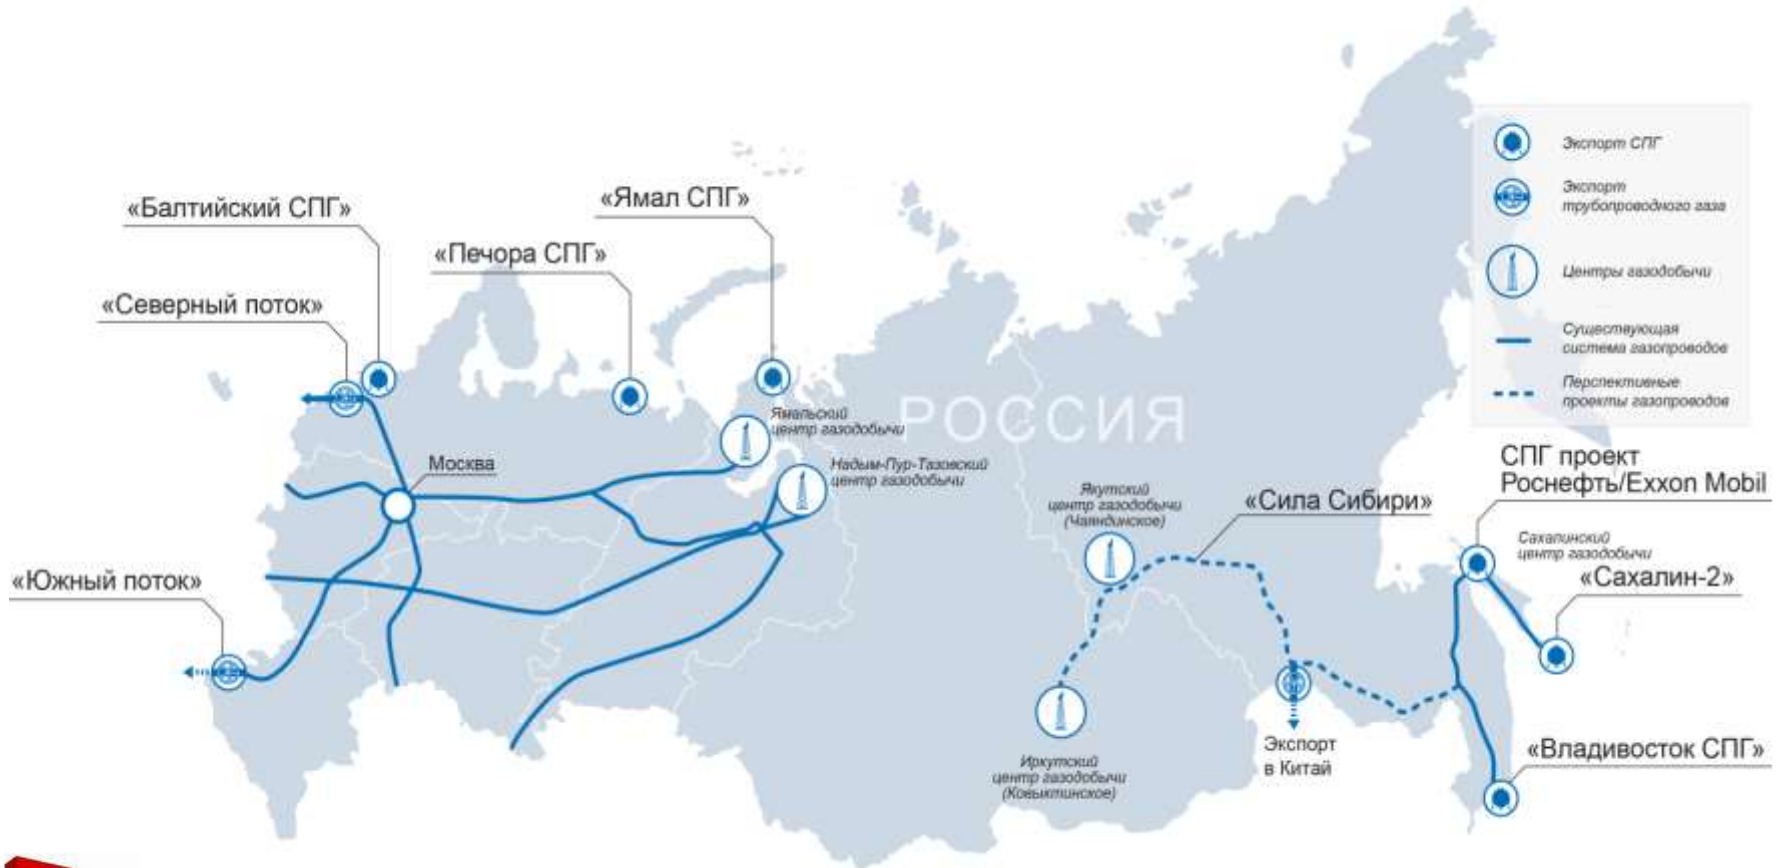 «Балтийский СПГ»
«Ямал СПГ»
«Печора СПГ»
«Северный поток»
Ямальский
центр газодобычи
Надым-Пур-Тазовский
центр газодобычи
Москва
РОССИЯ
«Южный поток»
Якутский
центр газодобычи
(Чаяндинское)
«Сила Сибири»
Иркутский
центр газодобычи
(Ковыктинское)
Экспорт
в Китай
Экспорт СПГ
Экспорт
трубопроводного газа
Центры газодобычи
Существующая
система газопроводов
Перспективные
проекты газопроводов
СПГ проект
Роснефть/Exxon Mobil
Сахалинский
центр газодобычи
«Сахалин-2»
«Владивосток СПГ»